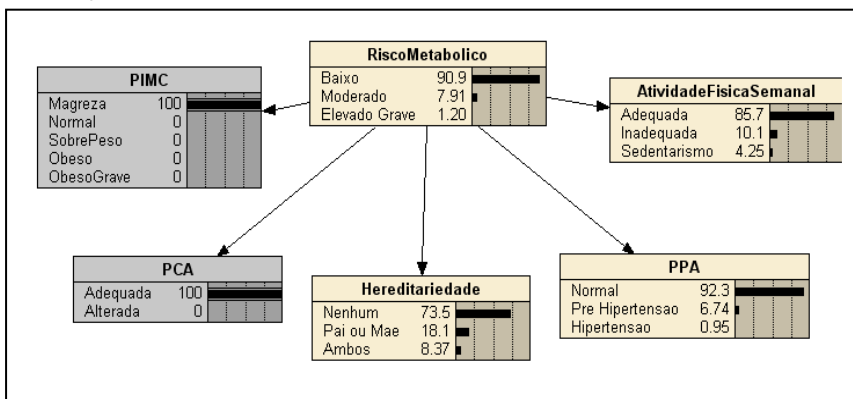 RiscoMetabolico
Baixo 90.9
Moderado 7.91
Elevado Grave 1.20
PIMC
Magreza 100
Normal 0
SobrePeso 0
Obeso 0
ObesoGrave 0
AtividadeFisicaSemanal
Adequada 85.7
Inadequada 10.1
Sedentarismo 4.25
PCA
Adequada 100
Alterada 0
Hereditariedade
Nenhum 73.5
Pai ou Mae 18.1
Ambos 8.37
PPA
Normal 92.3
Pre Hipertensao 6.74
Hipertensao 0.95